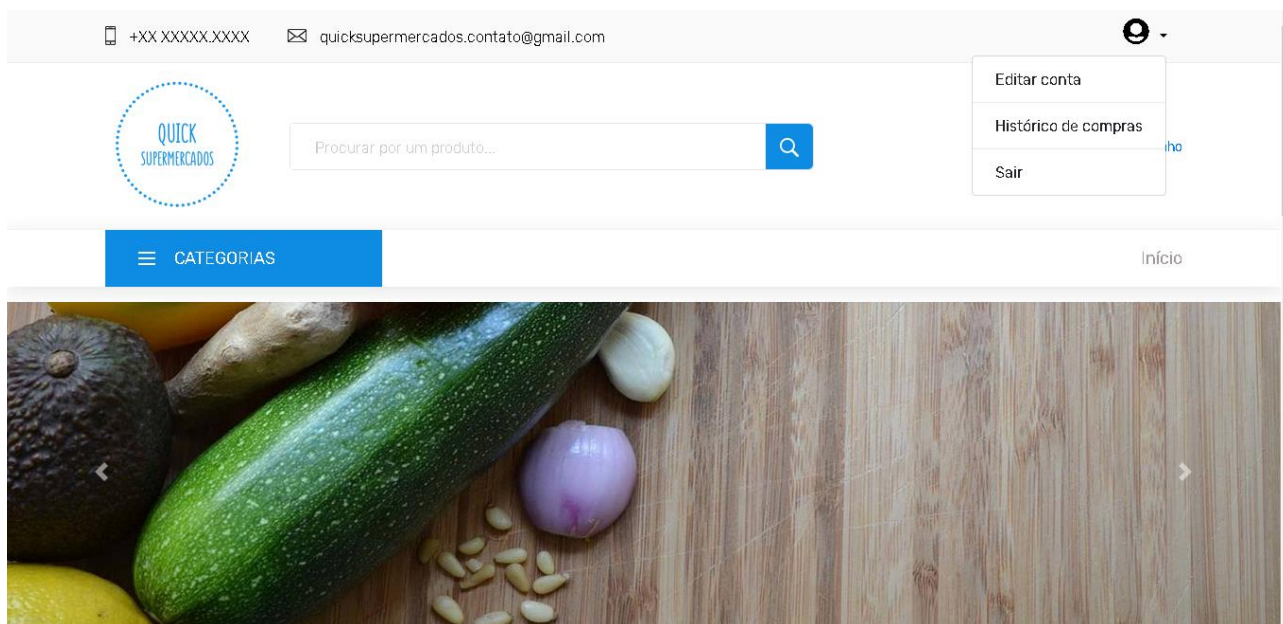 +XX XXXXX.XXXX
quicksupermercados.contato@gmail.com
Editar conta
Histórico de compras
Sair
QUICK
SUPERMERCADOS
Procurar por um produto...
nho
CATEGORIAS
Início